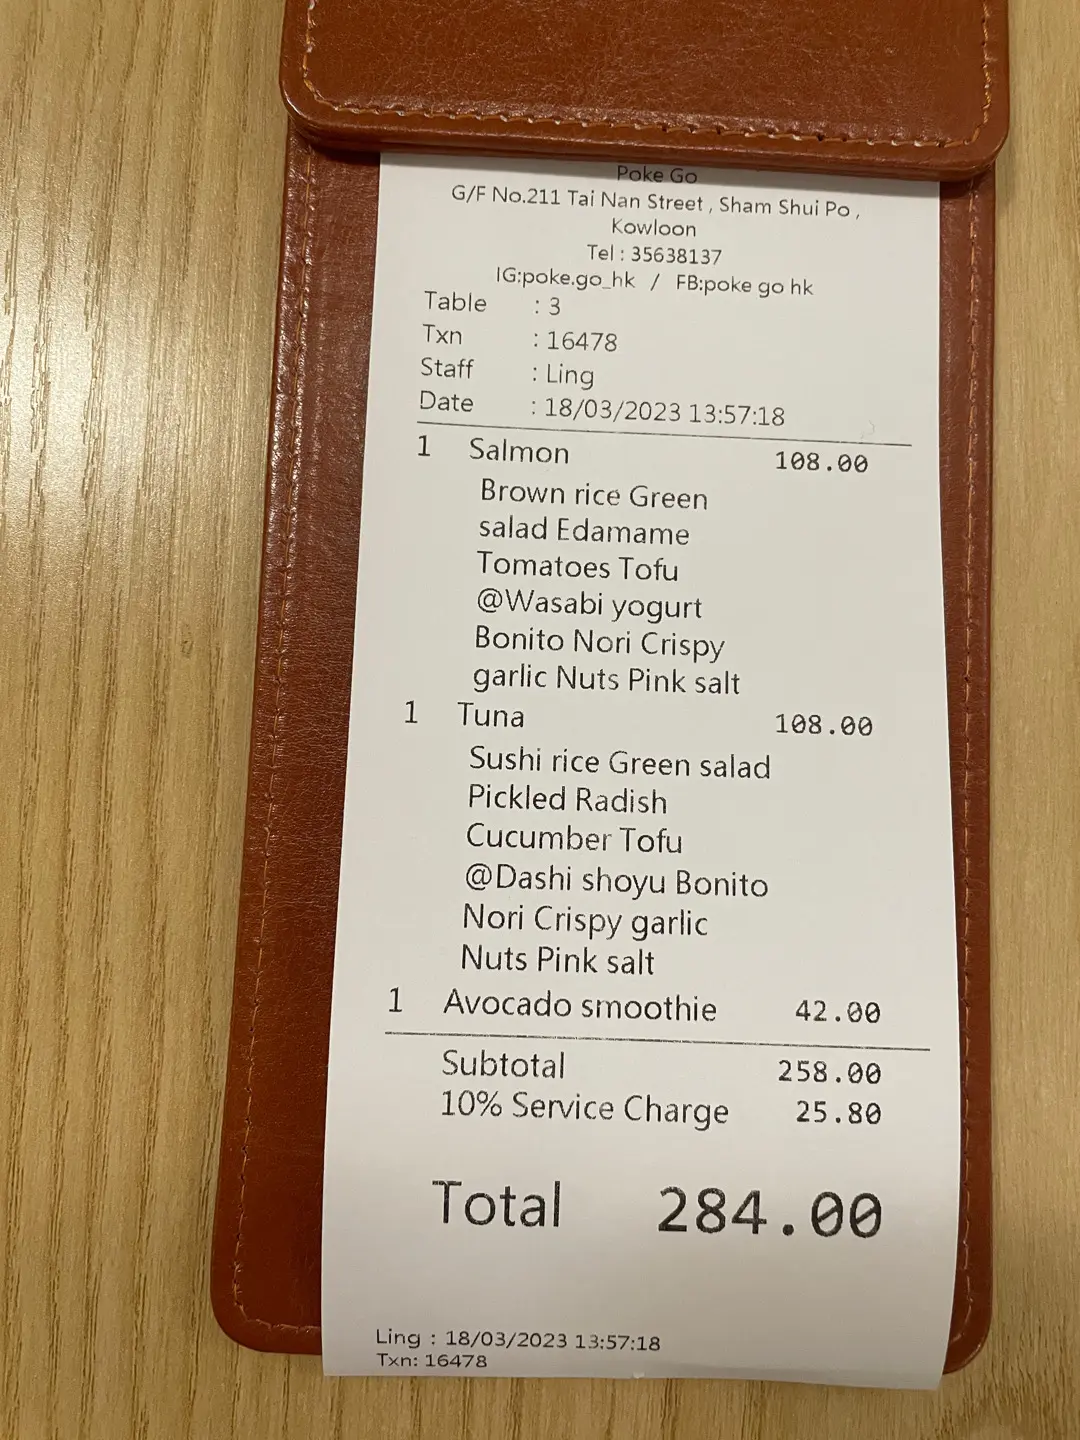 Poke Go
G/F No.211 Tai Nan Street , Sham Shui Po ,
Kowloon
Tel : 35638137
IG:poke.go_hk / FB:poke go hk
Table : 3
Txn : 16478
Staff : Ling
Date : 18/03/2023 13:57:18
1 Salmon 108.00
Brown rice Green
salad Edamame
Tomatoes Tofu
@Wasabi yogurt
Bonito Nori Crispy
garlic Nuts Pink salt
1 Tuna 108.00
Sushi rice Green salad
Pickled Radish
Cucumber Tofu
@Dashi shoyu Bonito
Nori Crispy garlic
Nuts Pink salt
1 Avocado smoothie 42.00
Subtotal 258.00
10% Service Charge 25.80
Total 284.00
Ling : 18/03/2023 13:57:18
Txn: 16478